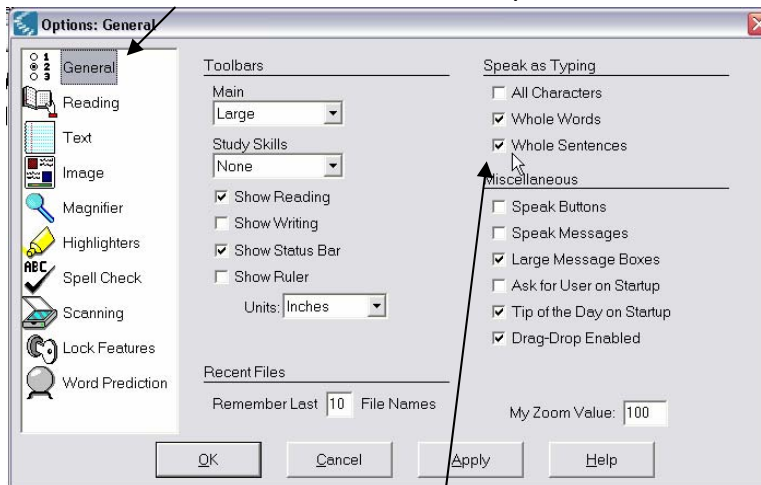 Options: General
1
2
3
General
Reading
Text
Image
Magnifier
Highlighters
ABC
Spell Check
Scanning
Lock Features
Word Prediction
Toolbars
Main
Large
Study Skills
None
Show Reading
Show Writing
Show Status Bar
Show Ruler
Units: Inches
Recent Files
Remember Last 10 File Names
Speak as Typing
All Characters
Whole Words
Whole Sentences
Miscellaneous
Speak Buttons
Speak Messages
Large Message Boxes
Ask for User on Startup
Tip of the Day on Startup
Drag-Drop Enabled
My Zoom Value: 100
OK Cancel Apply Help